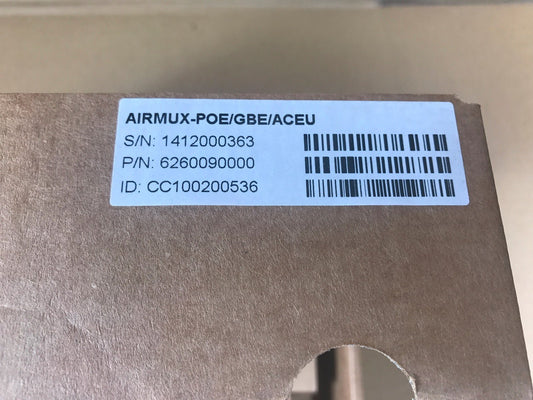 AIRMUX-POE/GBE/ACEU
S/N: 1412000363
P/N: 6260090000
ID: CC100200536